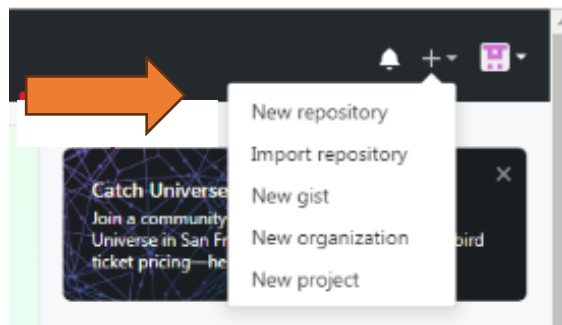 New repository
Import repository
New gist
New organization
New project
Catch Universe
Join a community
Universe in San Fr bird
ticket pricing—he